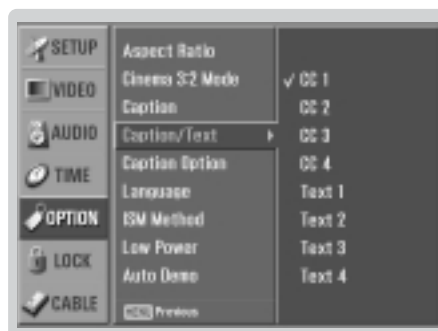 SETUP
VIDEO
AUDIO
TIME
OPTION
LOCK
CABLE
Aspect Ratio
Cinema 3:2 Mode
Caption
Caption/Text
Caption Option
Language
ISM Method
Low Power
Auto Demo
MENU Previous
CC 1
CC 2
CC 3
CC 4
Text 1
Text 2
Text 3
Text 4